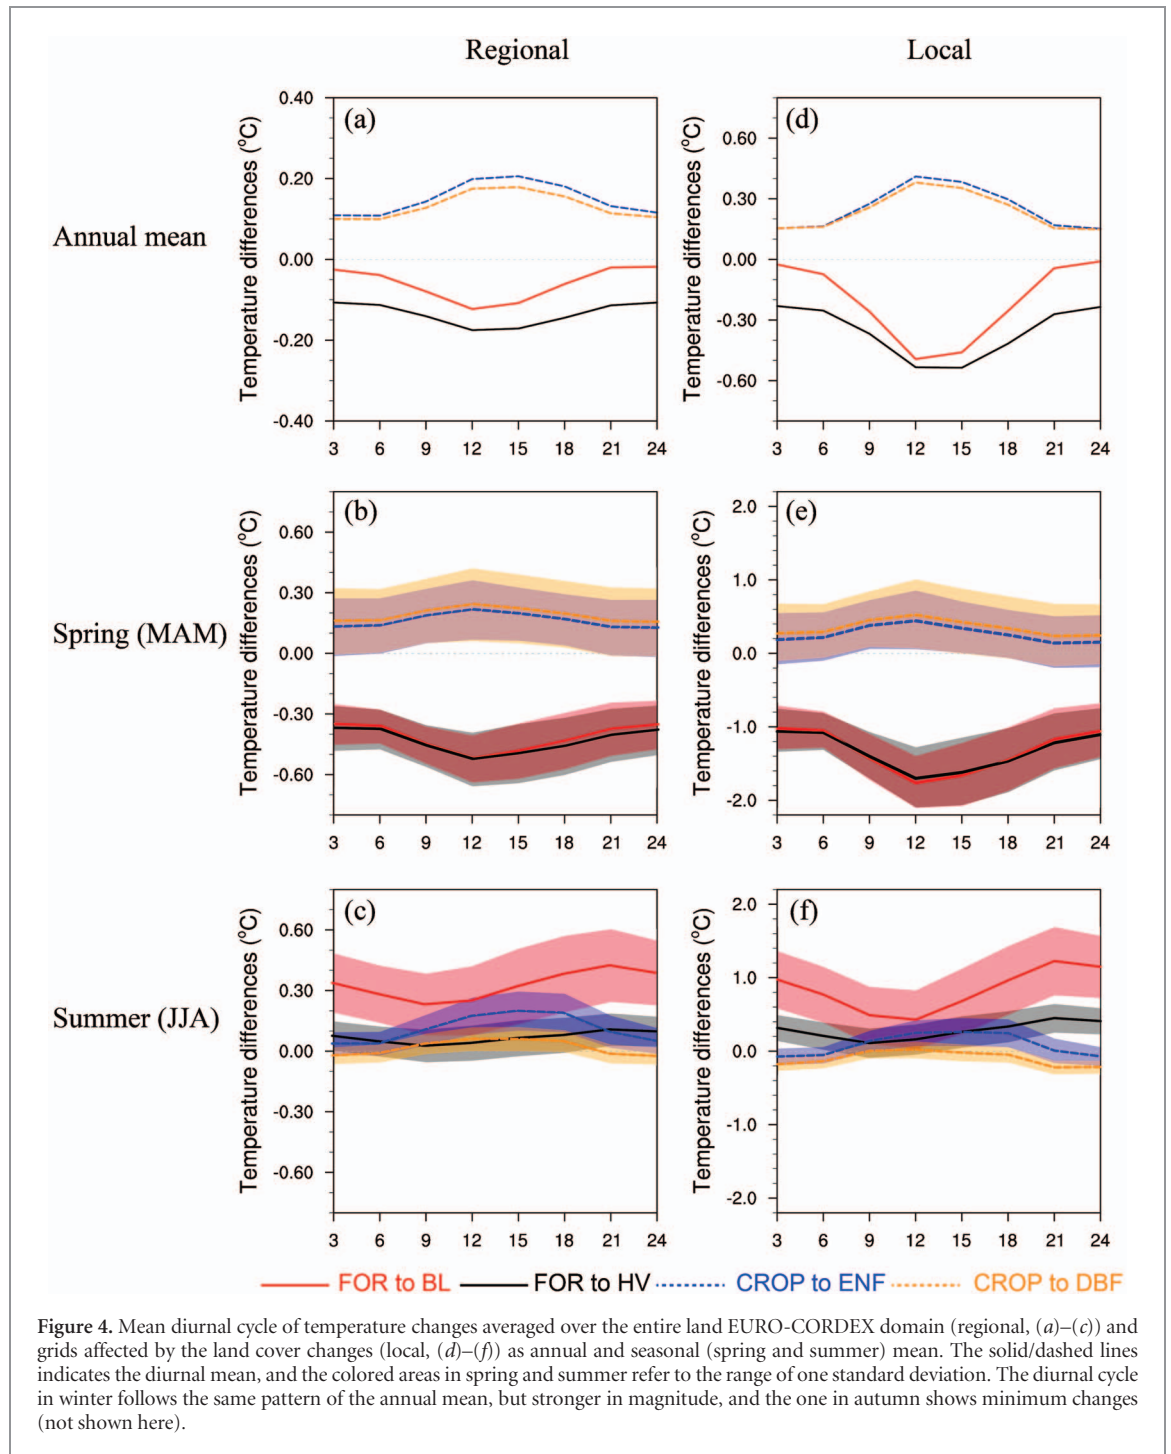 Regional
Local
Annual mean
Temperature differences (°C)
(a)
0.40
0.20
0.00
-0.20
-0.40
3 6 9 12 15 18 21 24
Temperature differences (°C)
(d)
0.60
0.30
0.00
-0.30
-0.60
3 6 9 12 15 18 21 24
Spring (MAM)
Temperature differences (°C)
(b)
0.60
0.30
0.00
-0.30
-0.60
3 6 9 12 15 18 21 24
Temperature differences (°C)
(e)
2.0
1.0
0.0
-1.0
-2.0
3 6 9 12 15 18 21 24
Summer (JJA)
Temperature differences (°C)
(c)
0.60
0.30
0.00
-0.30
-0.60
3 6 9 12 15 18 21 24
Temperature differences (°C)
(f)
2.0
1.0
0.0
-1.0
-2.0
3 6 9 12 15 18 21 24
FOR to BL FOR to HV CROP to ENF CROP to DBF
Figure 4. Mean diurnal cycle of temperature changes averaged over the entire land EURO-CORDEX domain (regional, (a)–(c)) and
grids affected by the land cover changes (local, (d)–(f)) as annual and seasonal (spring and summer) mean. The solid/dashed lines
indicates the diurnal mean, and the colored areas in spring and summer refer to the range of one standard deviation. The diurnal cycle
in winter follows the same pattern of the annual mean, but stronger in magnitude, and the one in autumn shows minimum changes
(not shown here).